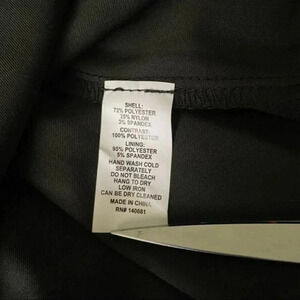 SHELL:
72% POLYESTER
25% NYLON
3% SPANDEX
CONTRAST:
100% POLYESTER
LINING:
95% POLYESTER
5% SPANDEX
HAND WASH COLD
SEPARATELY
DO NOT BLEACH
HANG TO DRY
LOW IRON
CAN BE DRY CLEANED
MADE IN CHINA
RN# 140881